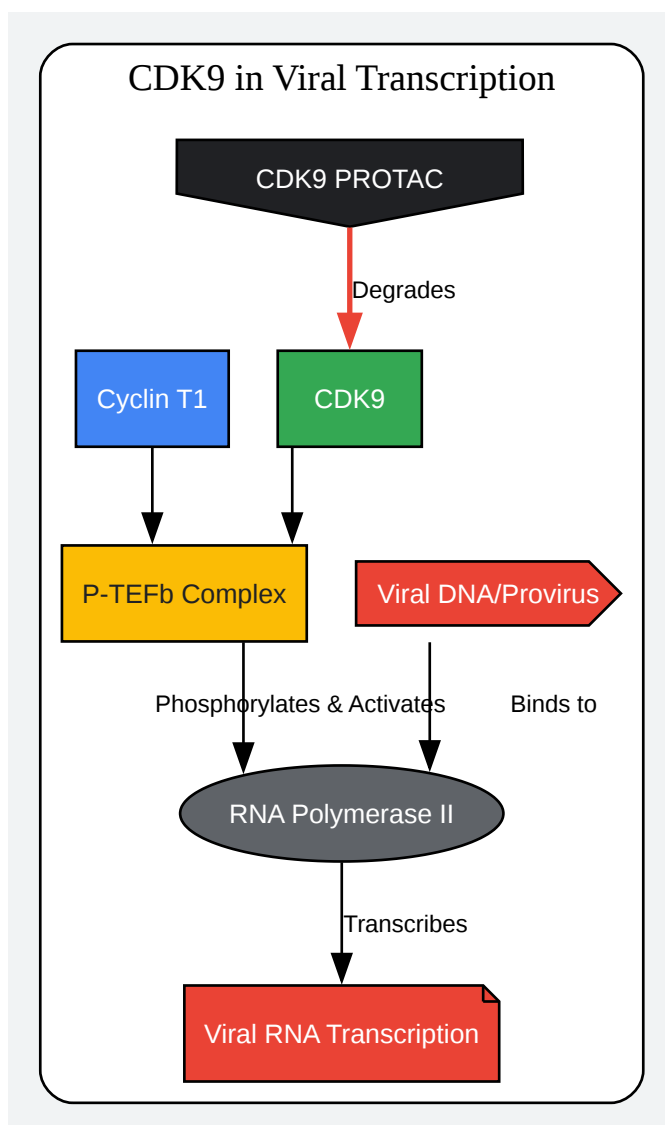 CDK9 in Viral Transcription
CDK9 PROTAC
Degrades
Cyclin T1
CDK9
P-TEFb Complex
Viral DNA/Provirus
Phosphorylates & Activates
Binds to
RNA Polymerase II
Transcribes
Viral RNA Transcription